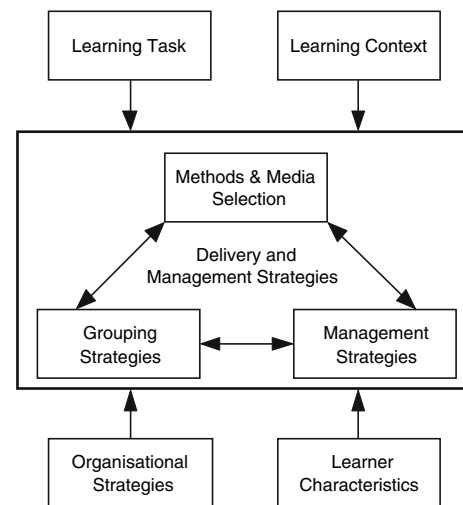 Learning Task
Learning Context
Methods & Media
Selection
Delivery and
Management Strategies
Grouping
Strategies
Management
Strategies
Organisational
Strategies
Learner
Characteristics